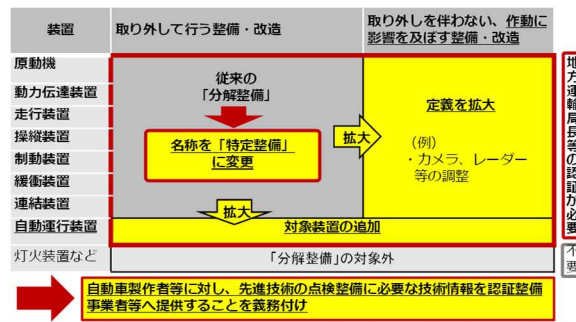 装置
取り外して行う整備・改造
取り外しを伴わない、作動に
影響を及ぼす整備・改造
原動機
動力伝達装置
走行装置
操縦装置
制動装置
緩衝装置
連結装置
自動運行装置
灯火装置など
従来の
「分解整備」
名称を「特定整備」
に変更
拡大
拡大
定義を拡大
(例)
・カメラ、レーダー
等の調整
対象装置の追加
「分解整備」の対象外
地方運輸局長等の認証が必要
不要
自動車製作者等に対し、先進技術の点検整備に必要な技術情報を認証整備
事業者等へ提供することを義務付け